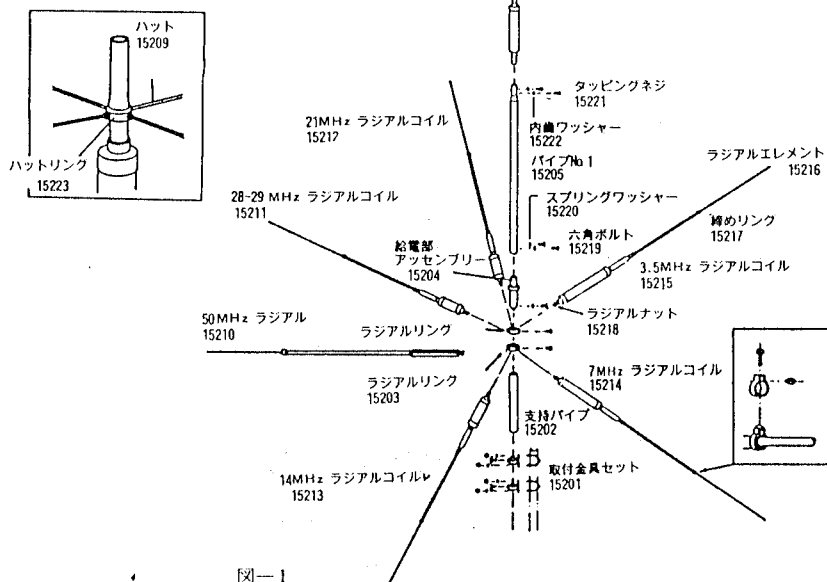 ハット
15209
ハットリング
15223
21MHz ラジアルコイル
15212
28-29 MHz ラジアルコイル
15211
給電部
アッセンブリー
15204
50MHz ラジアル
15210
ラジアルリング
ラジアルリング
15203
14MHz ラジアルコイル
15213
タッピングネジ
15221
内歯ワッシャー
15222
パイプNo.1
15205
スプリングワッシャー
15220
六角ボルト
15219
ラジアルエレメント
15216
締めリング
15217
3.5MHz ラジアルコイル
15215
ラジアルナット
15218
7MHz ラジアルコイル
15214
支持パイプ
15202
取付金具セット
15201
図—1